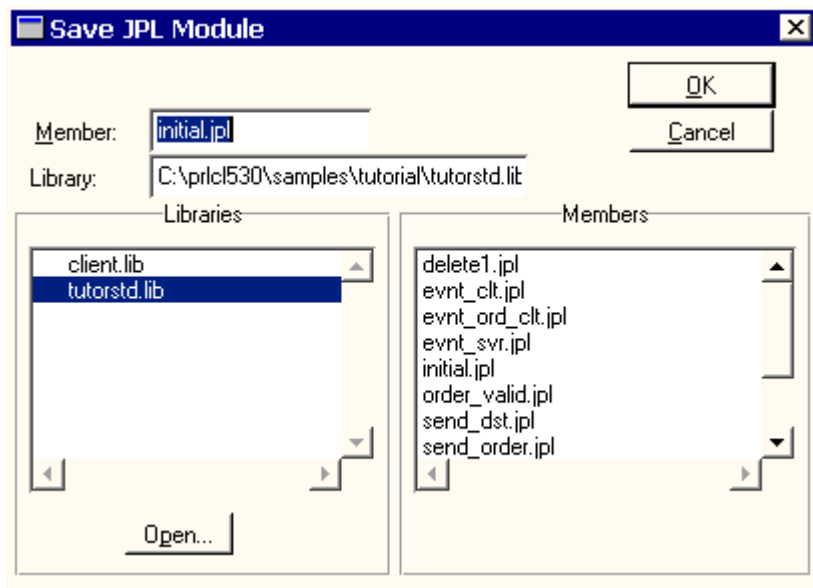 Save JPL Module
OK
Member: initial.jpl
Cancel
Library: C:\prlcl530\samples\tutorial\tutorstd.lib
Libraries
Members
client.lib
tutorstd.lib
delete1.jpl
evnt_clt.jpl
evnt_ord_clt.jpl
evnt_svr.jpl
initial.jpl
order_valid.jpl
send_dst.jpl
send_order.jpl
Open...